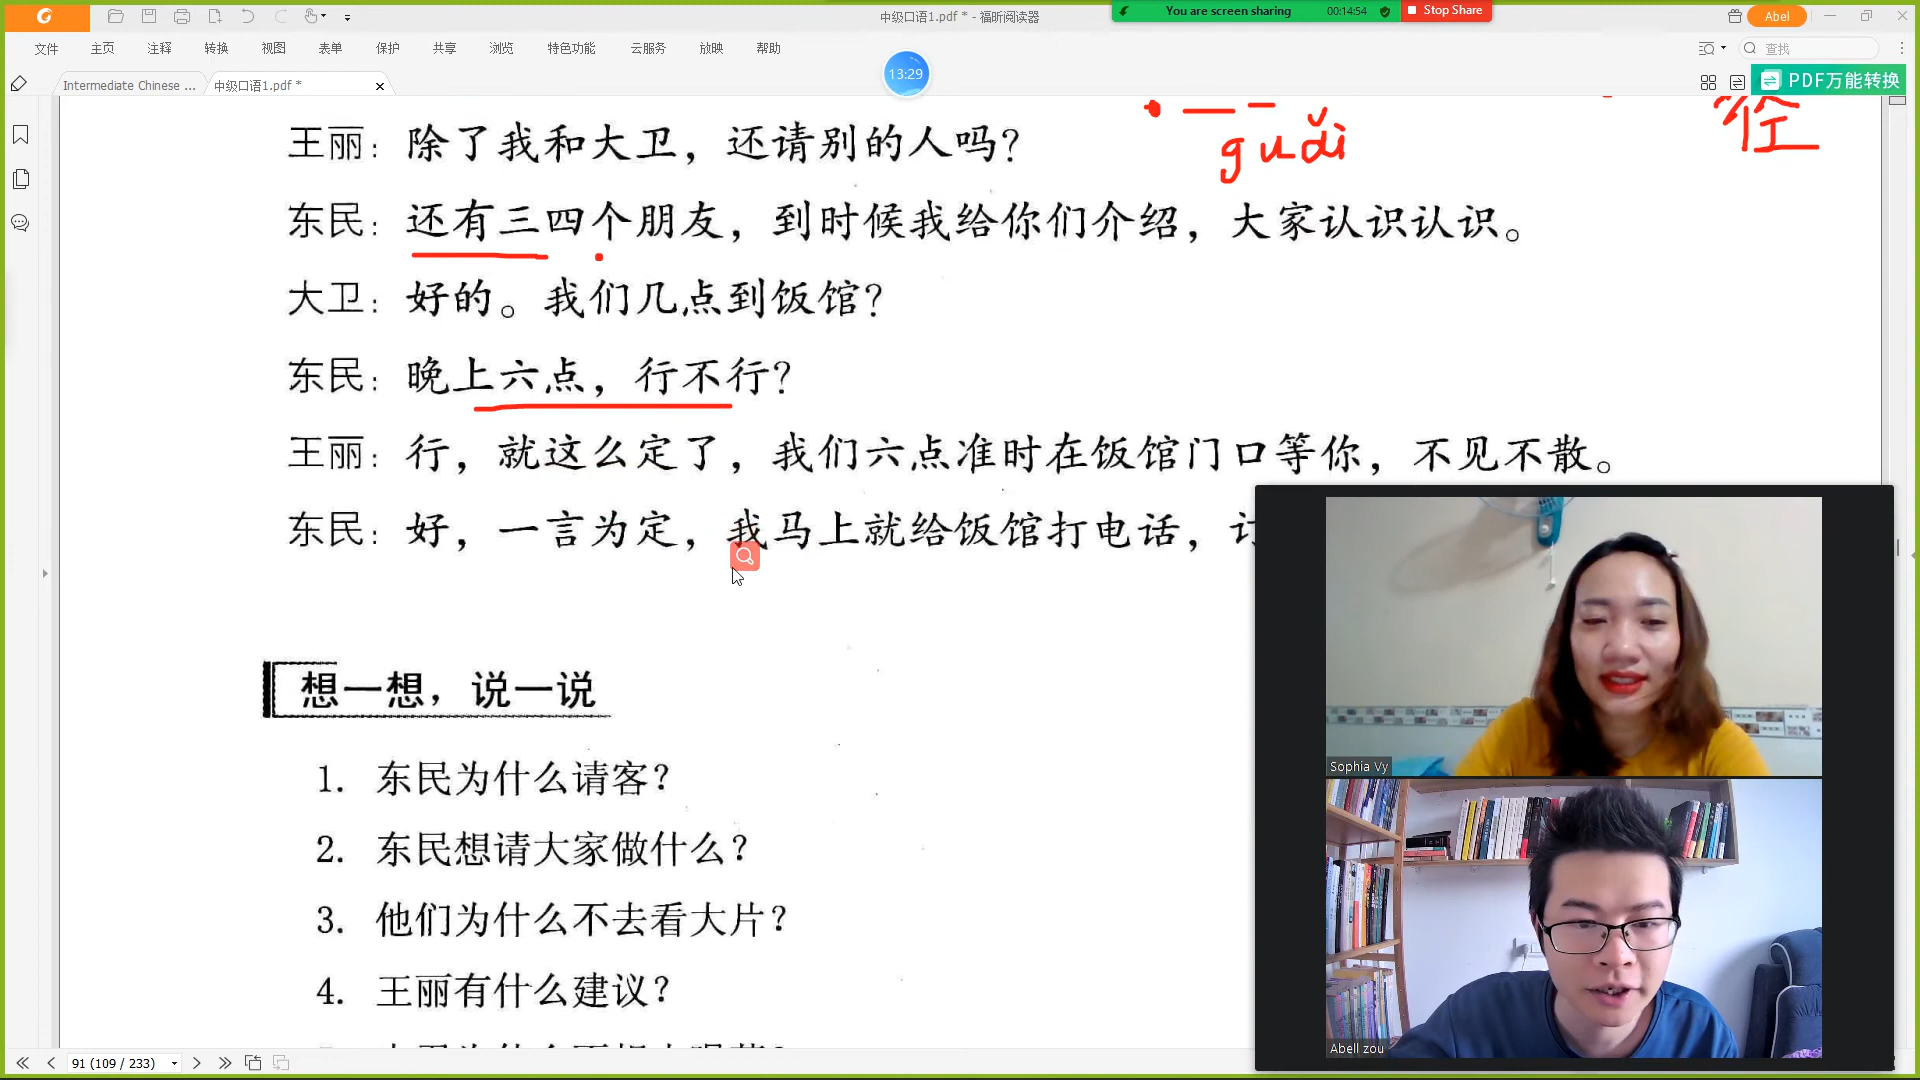 中级口语1.pdf * - 福昕阅读器
You are screen sharing
00:14:54
Stop Share
Abel
文件 主页 注释 转换 视图 表单 保护 共享 浏览 特色功能 云服务 放映 帮助
查找
Intermediate Chinese ...
中级口语1.pdf *
13:29
PDF万能转换
王丽：除了我和大卫，还请别的人吗？
径
东民：还有三四个朋友，到时候我给你们介绍，大家认识认识。
大卫：好的。我们几点到饭馆？
东民：晚上六点，行不行？
王丽：行，就这么定了，我们六点准时在饭馆门口等你，不见不散。
东民：好，一言为定，我马上就给饭馆打电话，订
想一想，说一说
1. 东民为什么请客？
2. 东民想请大家做什么？
3. 他们为什么不去看大片？
4. 王丽有什么建议？
Sophia Vy
Abell zou
91 (109 / 233)